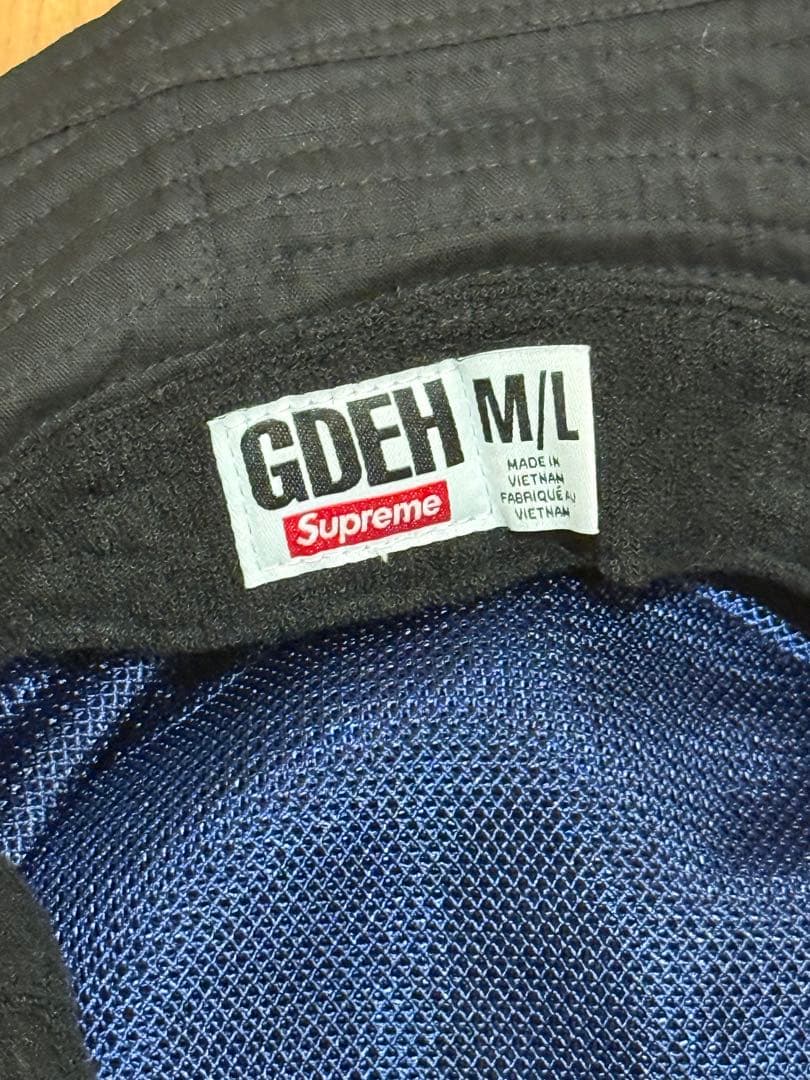 GDEH
Supreme
M/L
MADE IN
VIETNAM
FABRIQUÉ AU
VIETNAM